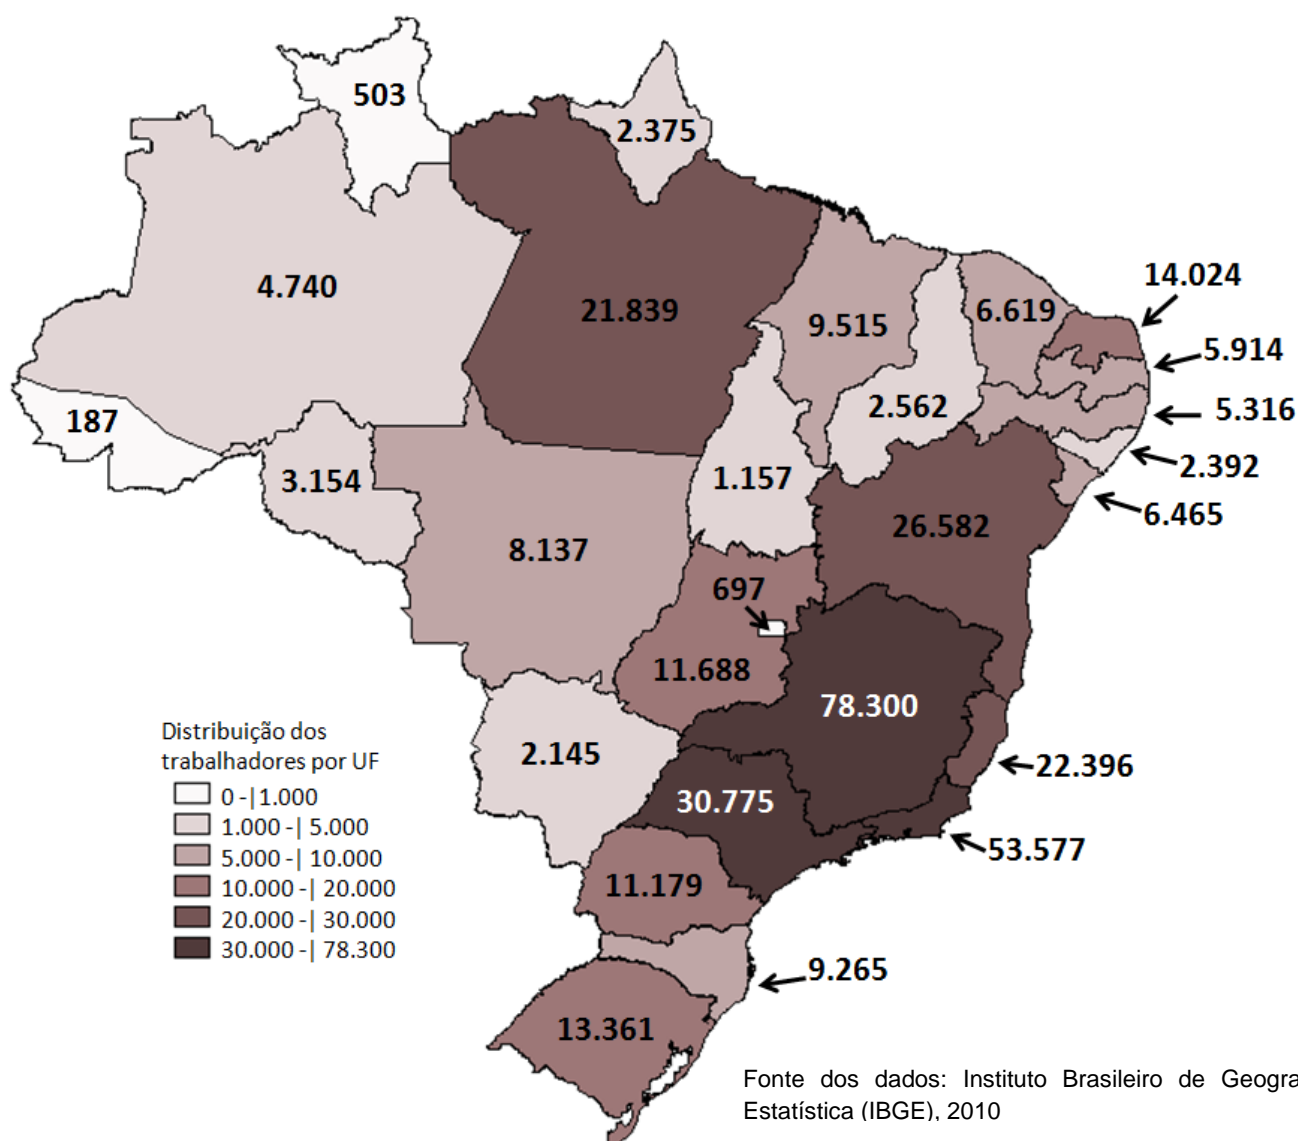 503
2.375
4.740
21.839
9.515
6.619
14.024
5.914
5.316
2.392
6.465
187
3.154
2.562
1.157
26.582
8.137
697
11.688
78.300
22.396
2.145
30.775
53.577
11.179
9.265
13.361
Distribuição dos
trabalhadores por UF
0 -| 1.000
1.000 -| 5.000
5.000 -| 10.000
10.000 -| 20.000
20.000 -| 30.000
30.000 -| 78.300
Fonte dos dados: Instituto Brasileiro de Geogra
Estatística (IBGE), 2010